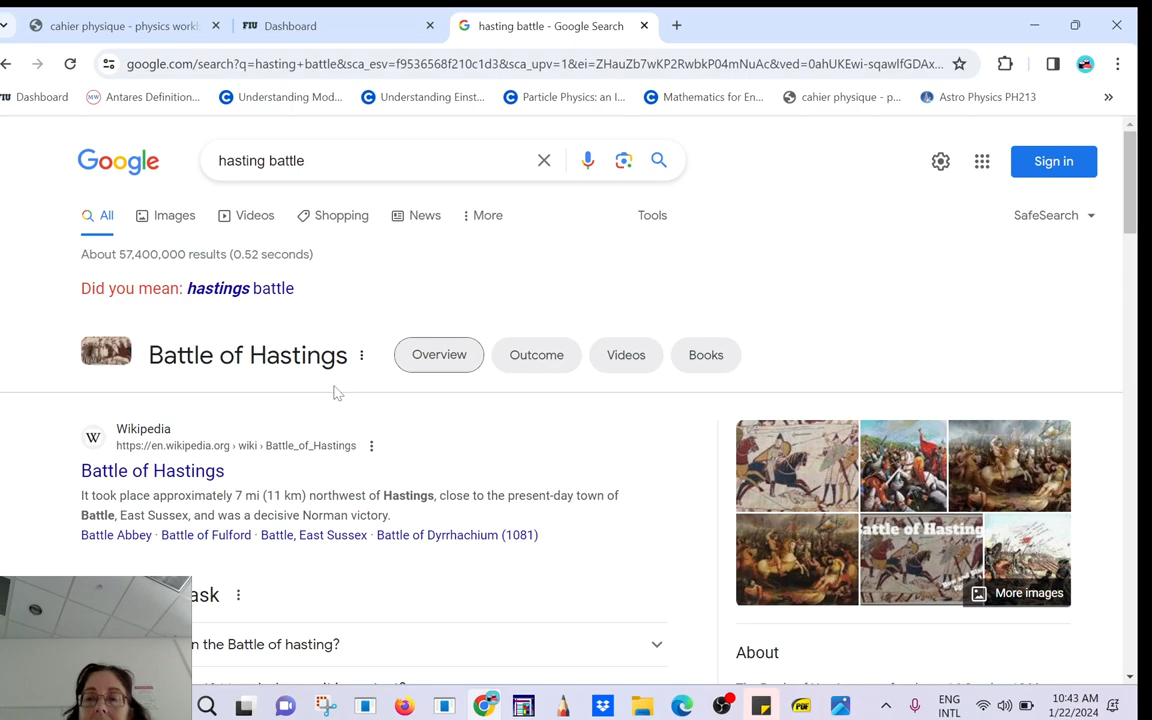 cahier physique - physics workb
FIU Dashboard
hasting battle - Google Search
google.com/search?q=hasting+battle&sca_esv=f9536568f210c1d3&sca_upv=1&ei=ZHauZb7wKP2RwbkP04mNuAc&ved=0ahUKEwi-sqawlfGDAx...
IU Dashboard
MW Antares Definition...
Understanding Mod...
Understanding Einst...
Particle Physics: an I...
Mathematics for En...
cahier physique - p...
Astro Physics PH213
Google
hasting battle
Sign in
All Images Videos Shopping News More Tools SafeSearch
About 57,400,000 results (0.52 seconds)
Did you mean: hastings battle
Battle of Hastings
Overview Outcome Videos Books
W
Wikipedia
https://en.wikipedia.org › wiki › Battle_of_Hastings
Battle of Hastings
It took place approximately 7 mi (11 km) northwest of Hastings, close to the present-day town of
Battle, East Sussex, and was a decisive Norman victory.
Battle Abbey · Battle of Fulford · Battle, East Sussex · Battle of Dyrrhachium (1081)
attle of Hasting
More images
ask
n the Battle of hasting?
About
ENG
INTL
10:43 AM
1/22/2024